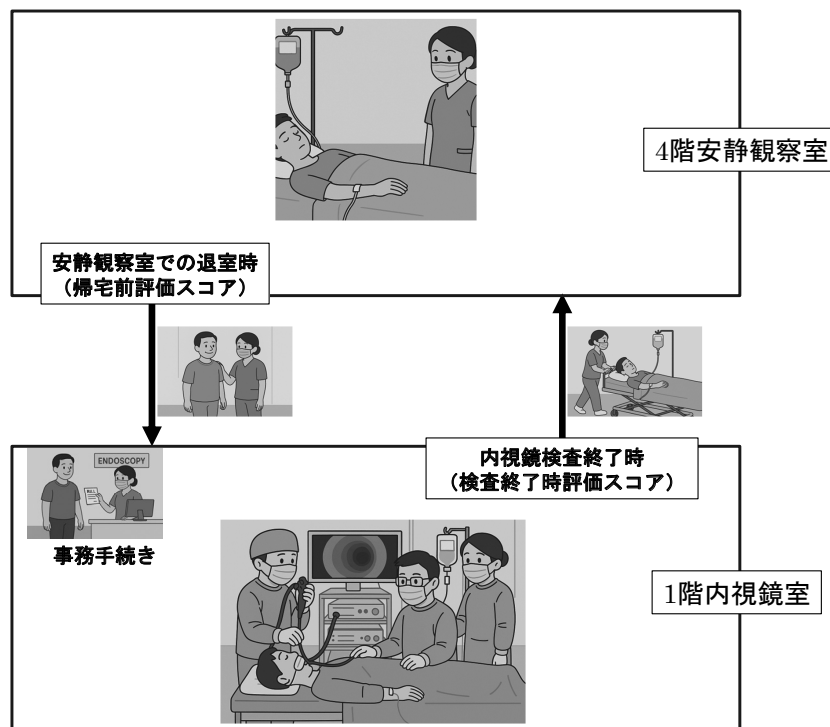 4階安静観察室
安静観察室での退室時
（帰宅前評価スコア）
内視鏡検査終了時
（検査終了時評価スコア）
ENDOSCOPY
事務手続き
1階内視鏡室